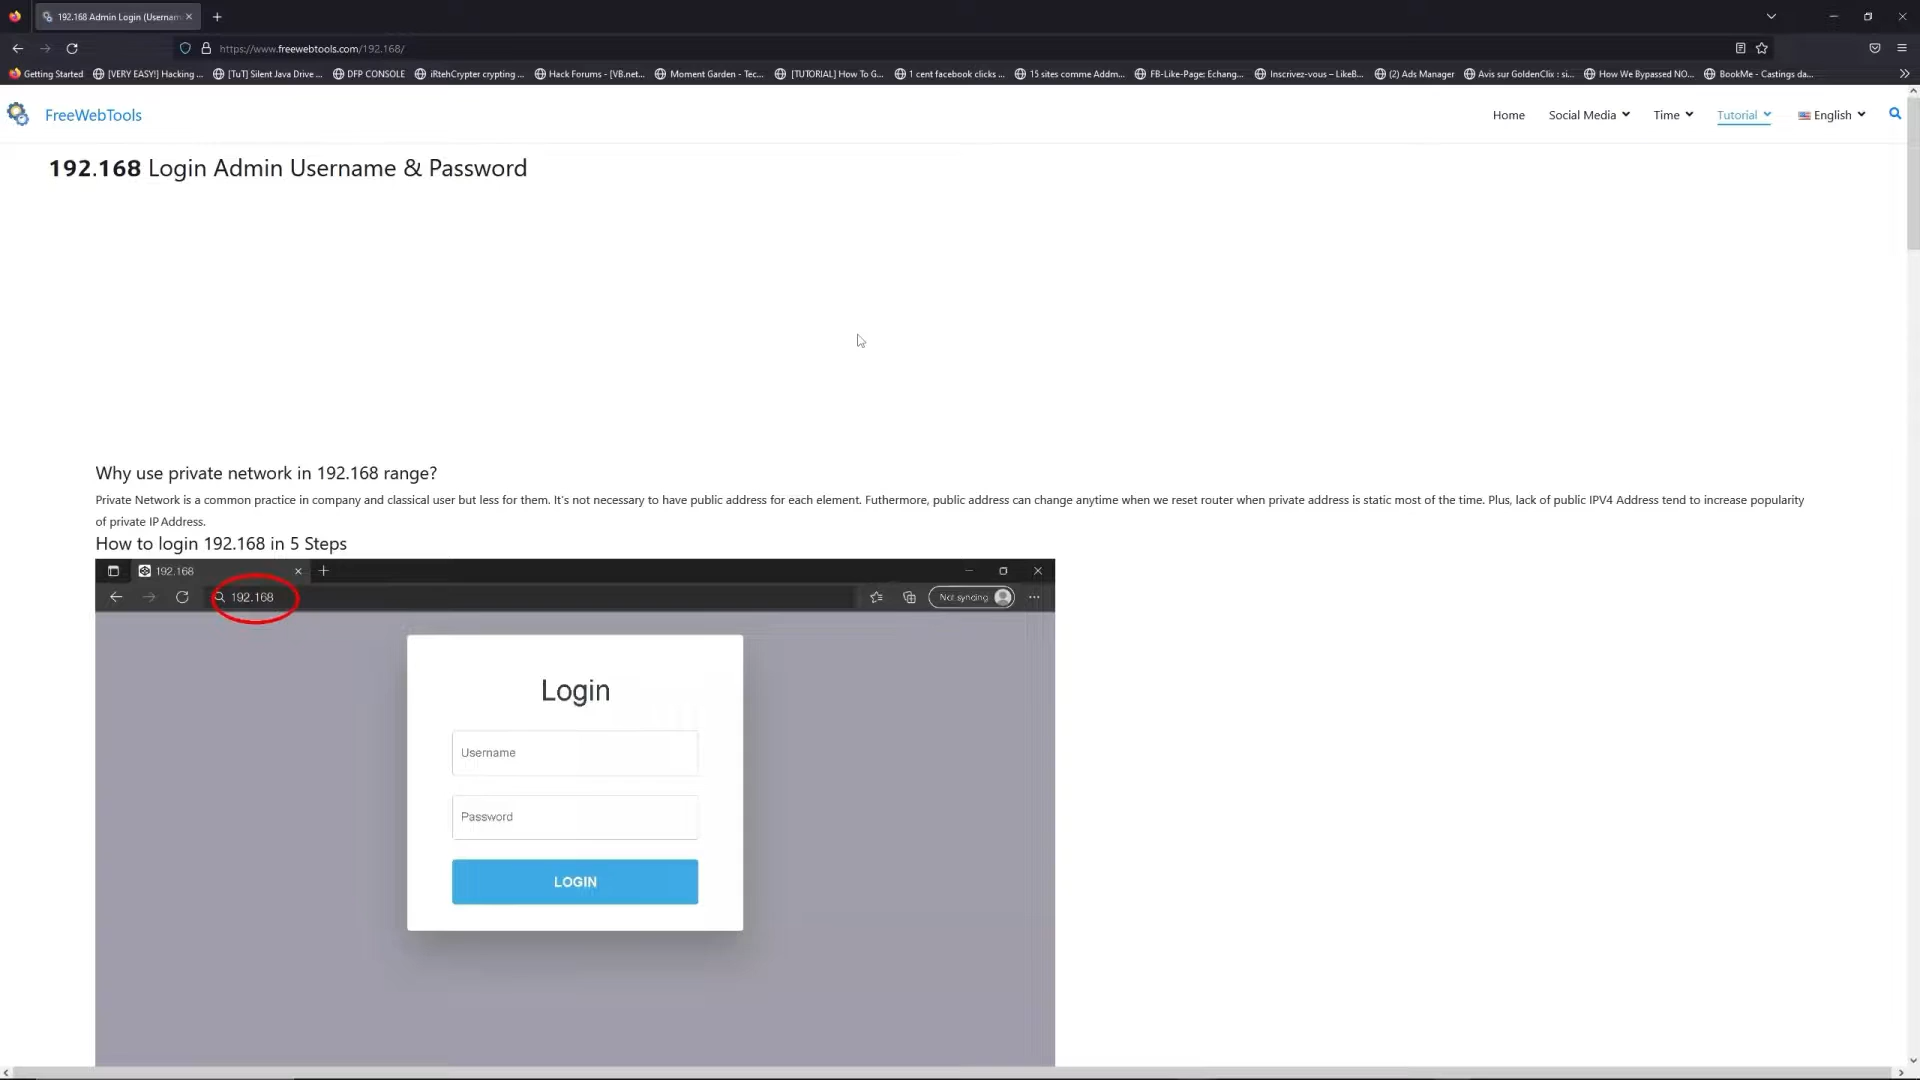 192.168 Admin Login (Usernam
https://www.freewebtools.com/192.168/
Getting Started
[VERY EASY!] Hacking ...
[TuT] Silent Java Drive ...
DFP CONSOLE
iRtehCrypter crypting ...
Hack Forums - [VB.net...
Moment Garden - Tec...
[TUTORIAL] How To G...
1 cent facebook clicks ...
15 sites comme Addm...
FB-Like-Page: Echang...
Inscrivez-vous – LikeB...
(2) Ads Manager
Avis sur GoldenClix : si...
How We Bypassed NO...
BookMe - Castings da...
FreeWebTools
Home
Social Media
Time
Tutorial
English
192.168 Login Admin Username & Password
Why use private network in 192.168 range?
Private Network is a common practice in company and classical user but less for them. It's not necessary to have public address for each element. Futhermore, public address can change anytime when we reset router when private address is static most of the time. Plus, lack of public IPV4 Address tend to increase popularity
of private IP Address.
How to login 192.168 in 5 Steps
192.168
192.168
Not syncing
Login
Username
Password
LOGIN